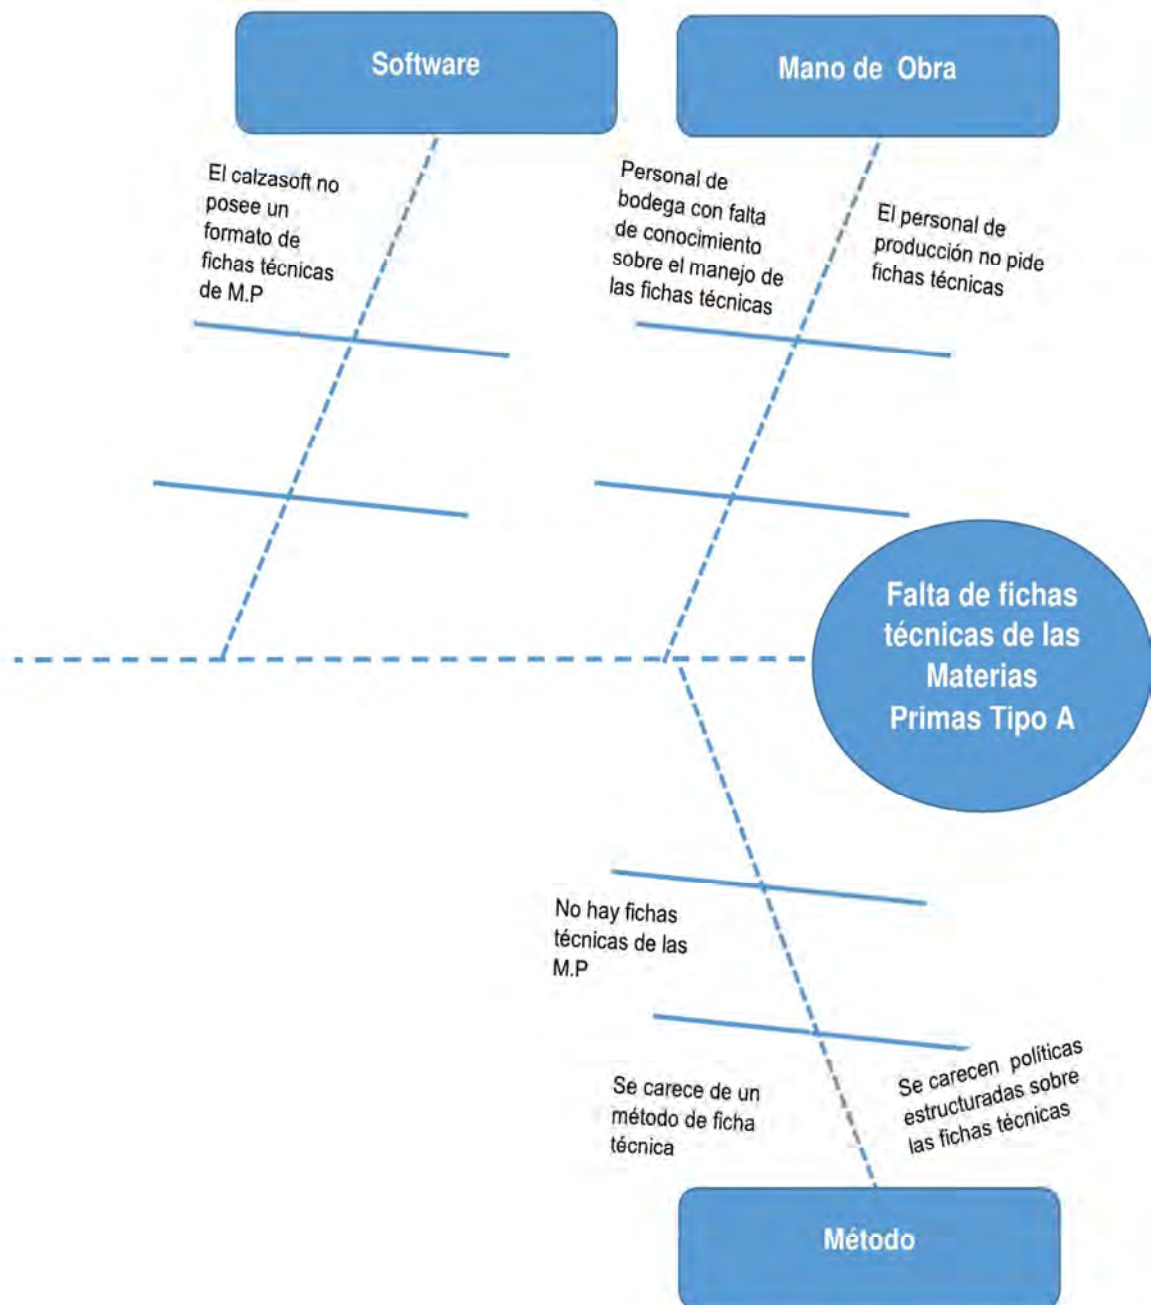 Software
Mano de  Obra
El calzasoft no
posee un
formato de
fichas técnicas
de M.P
Personal de
bodega con falta
de conocimiento
sobre el manejo de
las fichas técnicas
El personal de
producción no pide
fichas técnicas
Falta de fichas
técnicas de las
Materias
Primas Tipo A
No hay fichas
técnicas de las
M.P
Se carece de un
método de ficha
técnica
Se carecen  políticas
estructuradas sobre
las fichas técnicas
Método